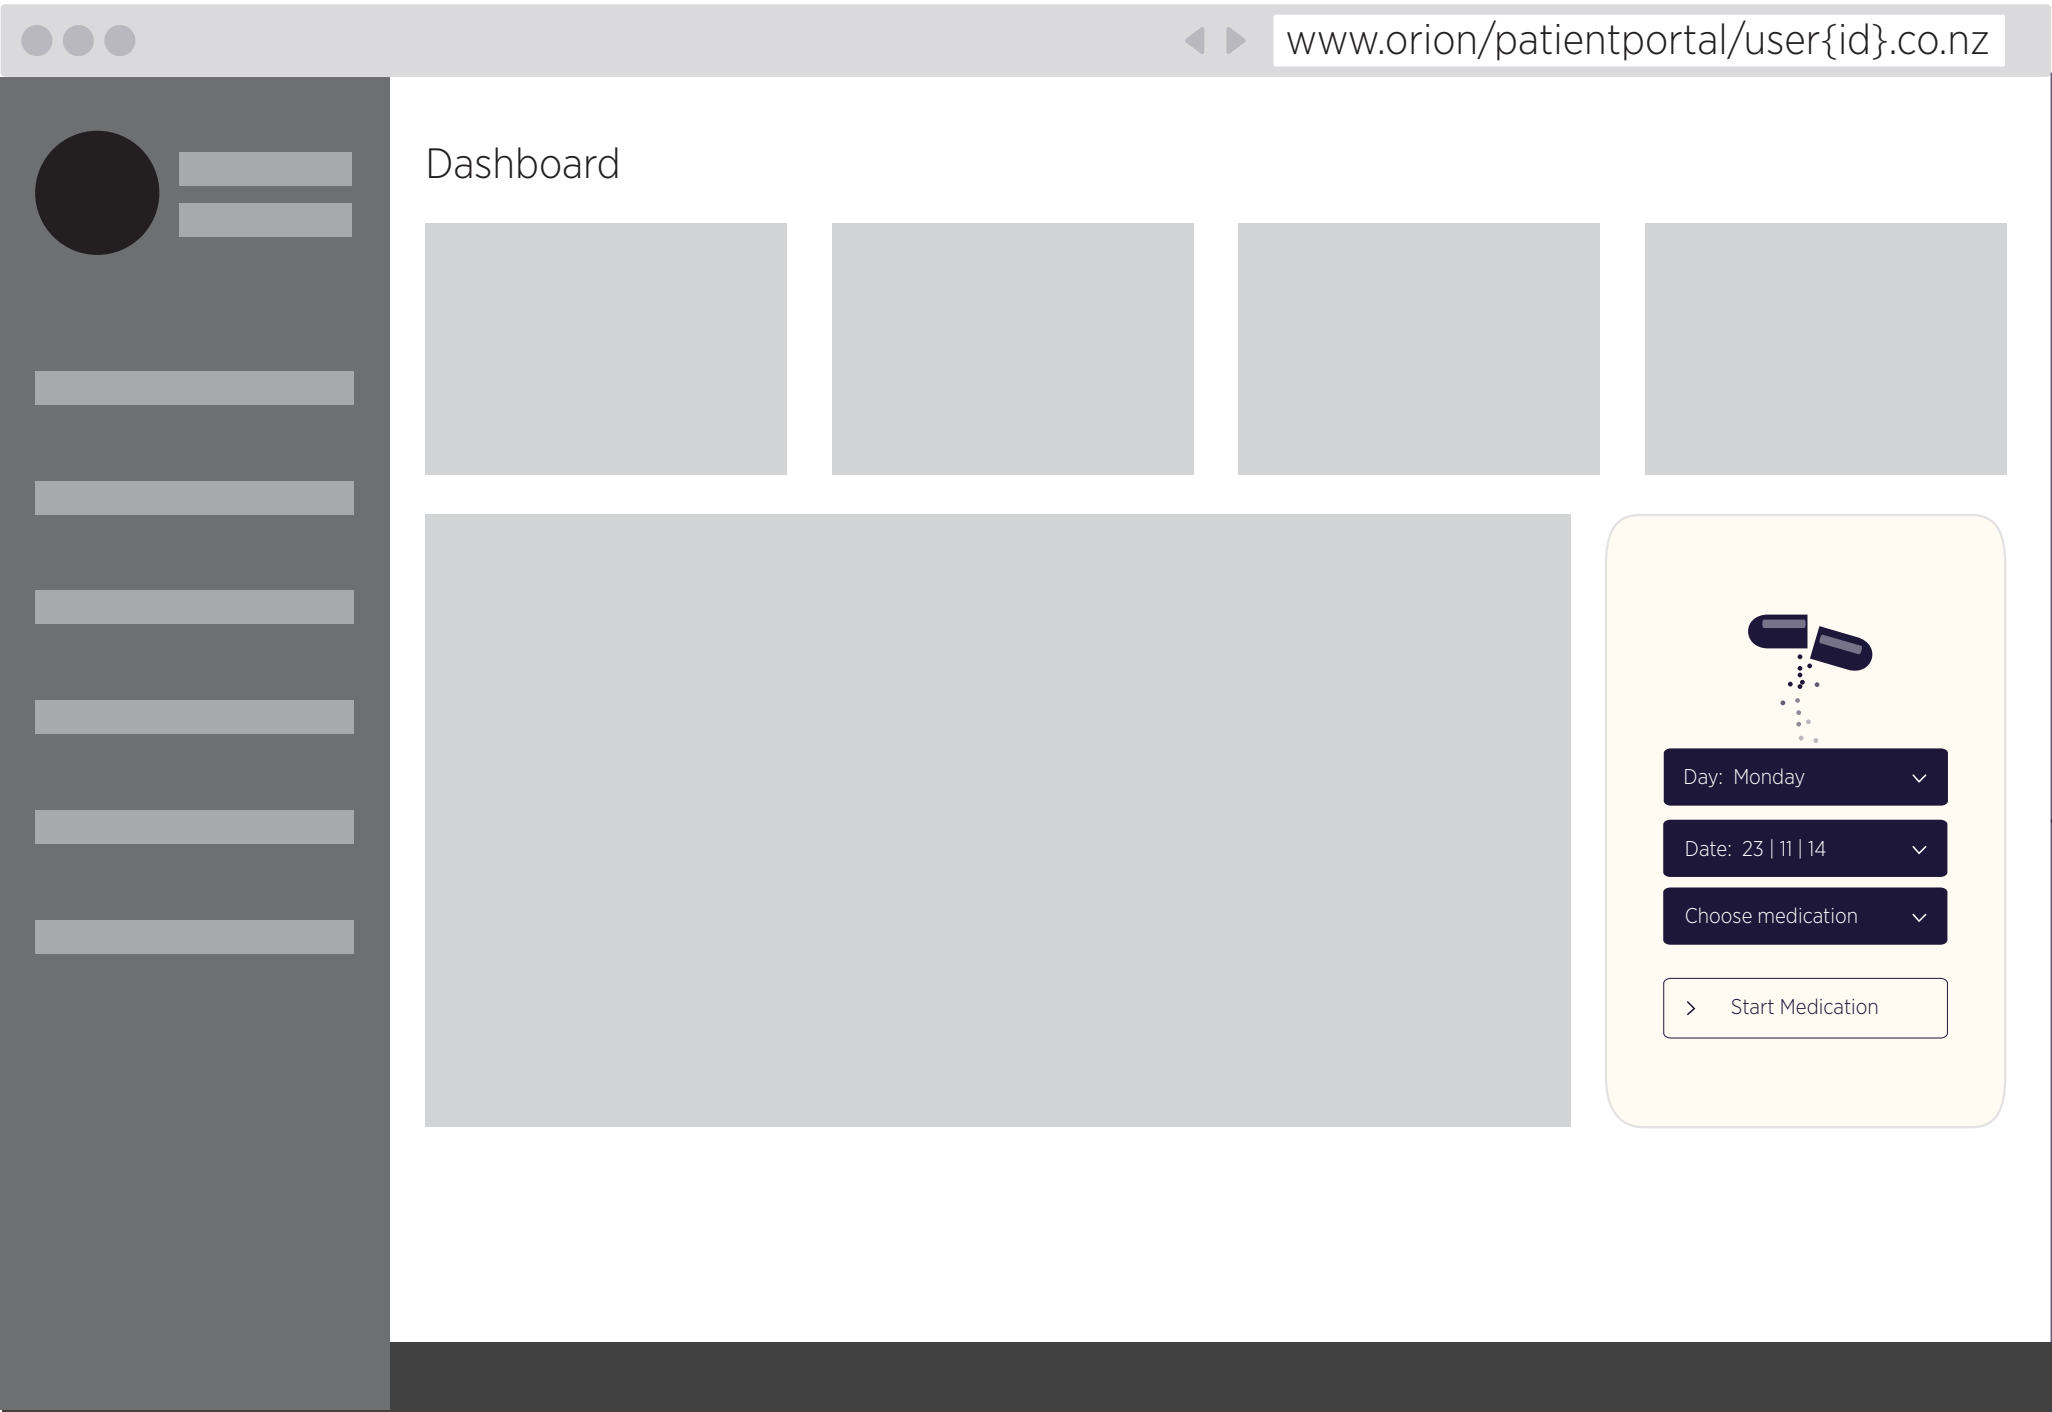 www.orion/patientportal/user{id}.co.nz
Dashboard
Day: Monday
Date: 23 | 11 | 14
Choose medication
Start Medication